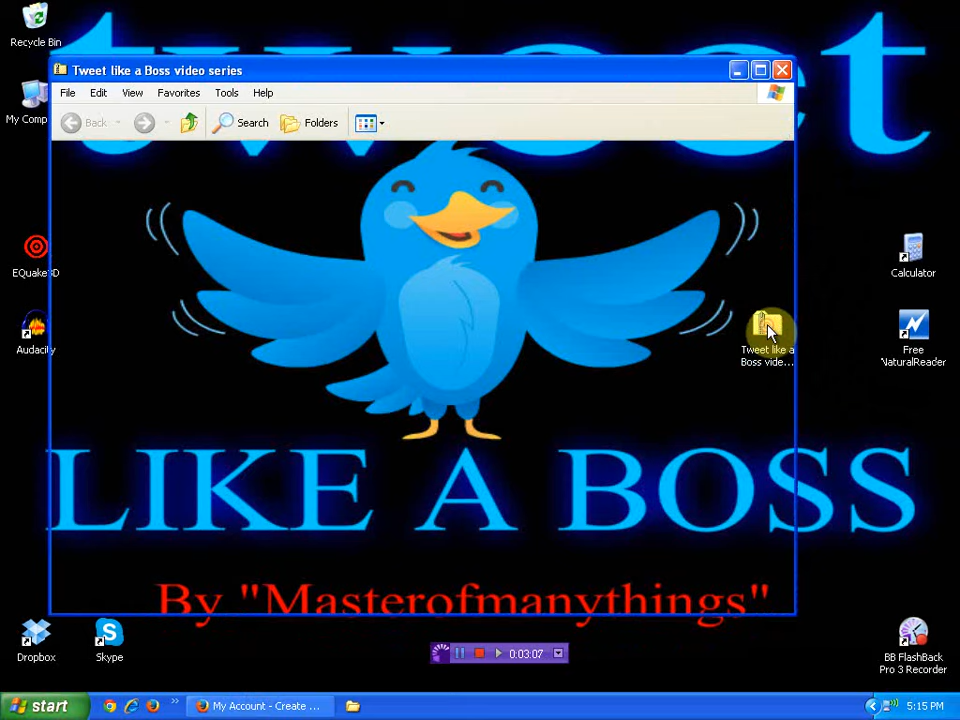 tweet
Recycle Bin
Tweet like a Boss video series
File Edit View Favorites Tools Help
Back Search Folders
My Comp
EQuake3D
Calculator
Audacity
Tweet like a
Boss vide...
Free
NaturalReader
LIKE A BOSS
By "Masterofmanythings"
Dropbox
Skype
BB FlashBack
Pro 3 Recorder
0:03:07
start
My Account - Create ...
5:15 PM